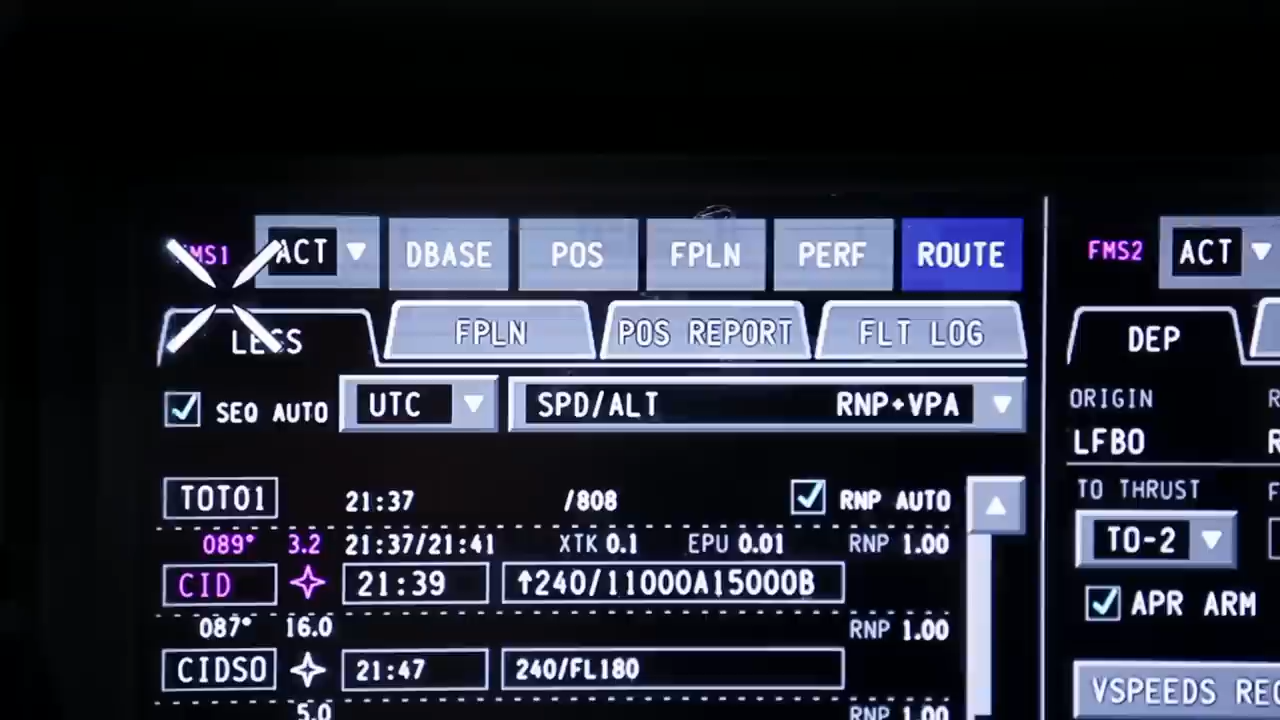 FMS1 ACT DBASE POS FPLN PERF ROUTE FMS2 ACT
LEGS FPLN POS REPORT FLT LOG DEP
SEQ AUTO UTC SPD/ALT RNP+VPA ORIGIN
LFBO
TOTO1 21:37 /808 RNP AUTO TO THRUST
089° 3.2 21:37/21:41 XTK 0.1 EPU 0.01 RNP 1.00 TO-2
CID 21:39 ↑240/11000A15000B APR ARM
087° 16.0 RNP 1.00
CIDSO 21:47 240/FL180 VSPEEDS
5.0 RNP 1.00